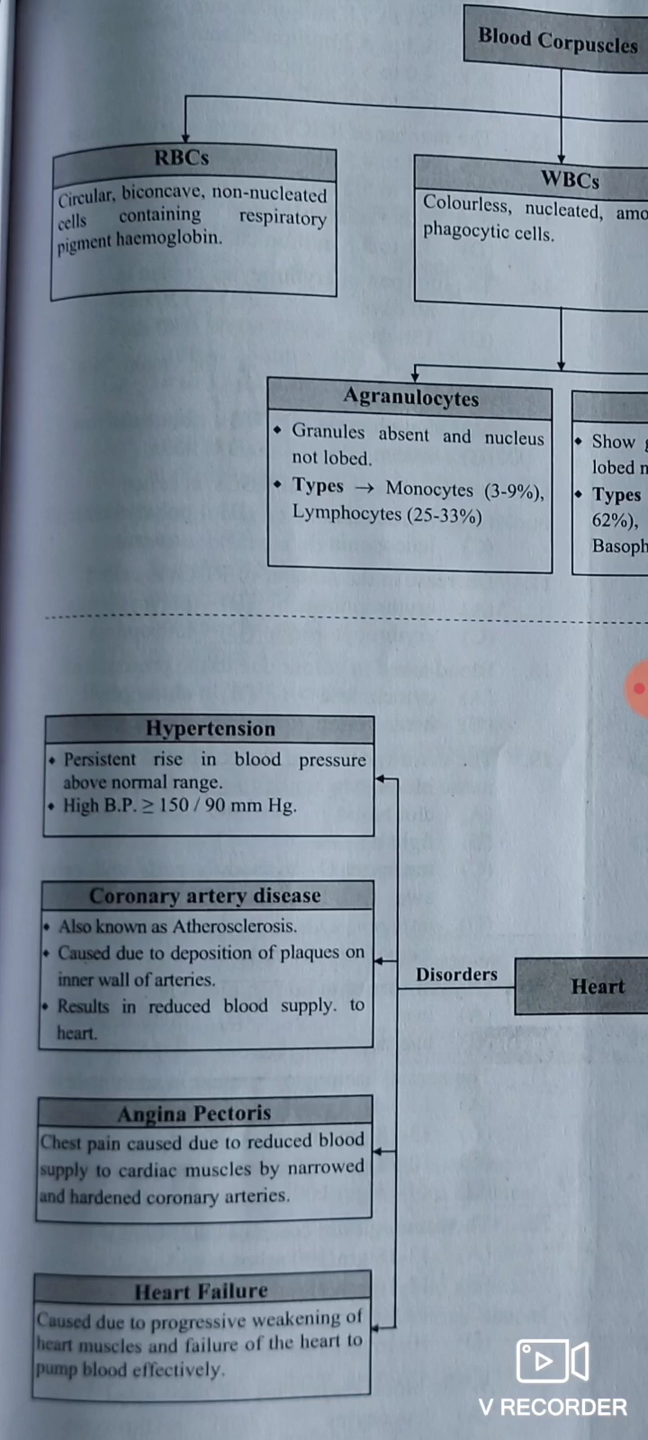 Blood Corpuscles
RBCs
Circular, biconcave, non-nucleated
cells containing respiratory
pigment haemoglobin.
WBCs
Colourless, nucleated, amo
phagocytic cells.
Agranulocytes
• Granules absent and nucleus
not lobed.
• Types → Monocytes (3-9%),
Lymphocytes (25-33%)
• Show g
lobed n
• Types
62%),
Basoph
Hypertension
• Persistent rise in blood pressure
above normal range.
• High B.P. ≥ 150 / 90 mm Hg.
Coronary artery disease
• Also known as Atherosclerosis.
• Caused due to deposition of plaques on
inner wall of arteries.
• Results in reduced blood supply. to
heart.
Disorders
Heart
Angina Pectoris
Chest pain caused due to reduced blood
supply to cardiac muscles by narrowed
and hardened coronary arteries.
Heart Failure
Caused due to progressive weakening of
heart muscles and failure of the heart to
pump blood effectively.
V RECORDER